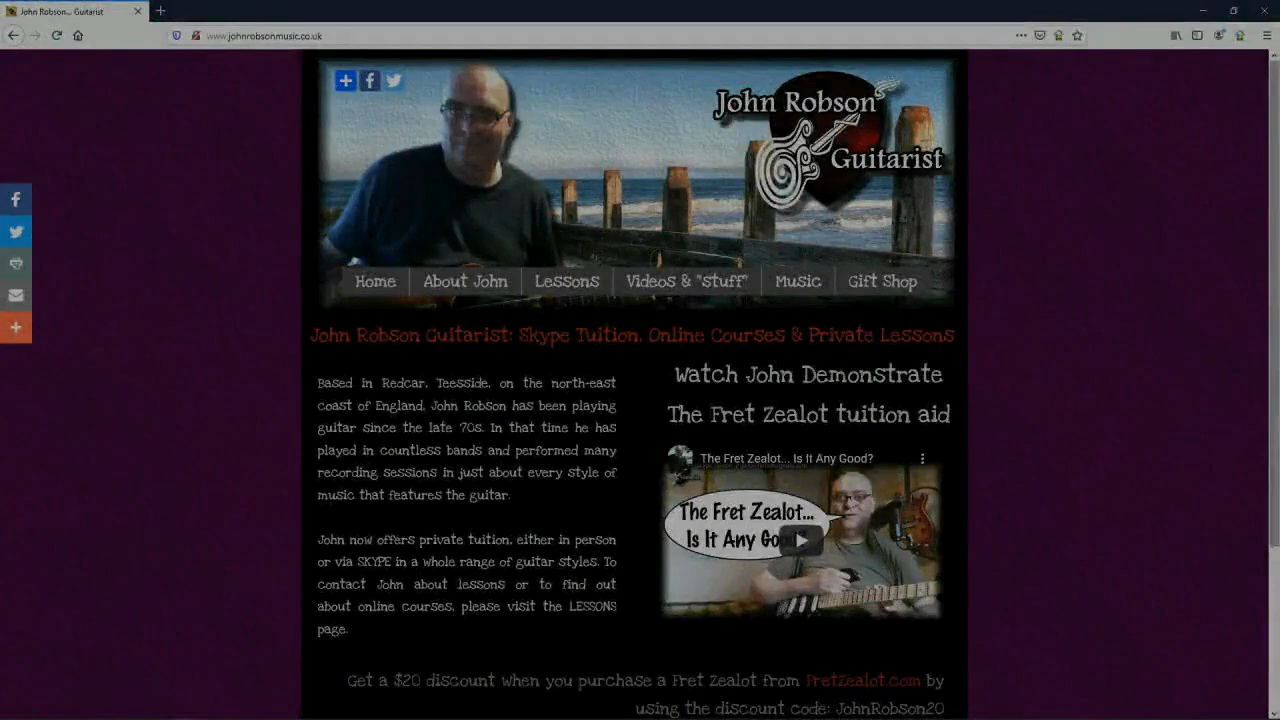 John Robson... Guitarist
www.johnrobsonmusic.co.uk
John Robson
Guitarist
Home
About John
Lessons
Videos & "stuff"
Music
Gift Shop
John Robson Guitarist: Skype Tuition, Online Courses & Private Lessons
Based in Redcar, Teesside, on the north-east
coast of England, John Robson has been playing
guitar since the late 70s. In that time he has
played in countless bands and performed many
recording sessions in just about every style of
music that features the guitar.
John now offers private tuition, either in person
or via SKYPE in a whole range of guitar styles. To
contact John about lessons or to find out
about online courses, please visit the LESSONS
page.
Watch John Demonstrate
The Fret Zealot tuition aid
The Fret Zealot... Is It Any Good?
The Fret Zealot...
Is It Any Good?
Get a $20 discount when you purchase a Fret Zealot from FretZealot.com by
using the discount code: JohnRobson20